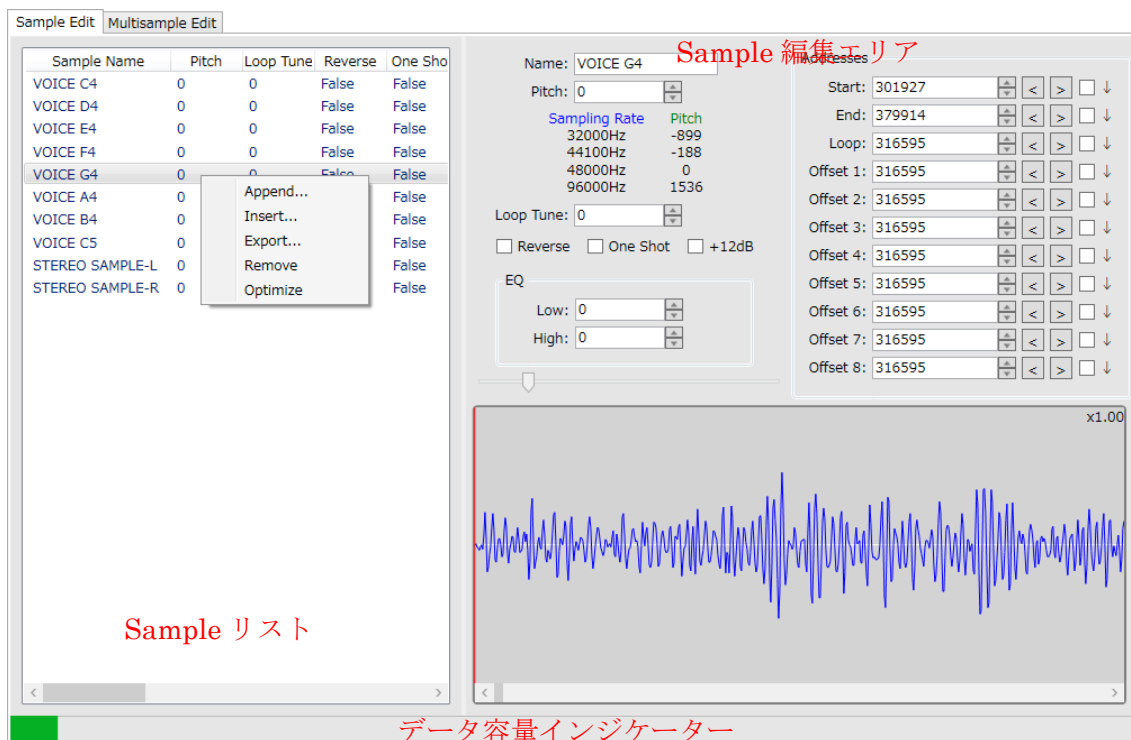 Sample Edit Multisample Edit
Sample Name Pitch Loop Tune Reverse One Sho
VOICE C4 0 0 False False
VOICE D4 0 0 False False
VOICE E4 0 0 False False
VOICE F4 0 0 False False
VOICE G4 0 0 False False
VOICE A4 0 False
VOICE B4 0 False
VOICE C5 0 False
STEREO SAMPLE-L 0 False
STEREO SAMPLE-R 0 False
Append...
Insert...
Export...
Remove
Optimize
Sample リスト
Sample 編集エリア
Name: VOICE G4
Pitch: 0
Sampling Rate Pitch
32000Hz -899
44100Hz -188
48000Hz 0
96000Hz 1536
Loop Tune: 0
Reverse One Shot +12dB
EQ
Low: 0
High: 0
Addresses
Start: 301927 < > ↓
End: 379914 < > ↓
Loop: 316595 < > ↓
Offset 1: 316595 < > ↓
Offset 2: 316595 < > ↓
Offset 3: 316595 < > ↓
Offset 4: 316595 < > ↓
Offset 5: 316595 < > ↓
Offset 6: 316595 < > ↓
Offset 7: 316595 < > ↓
Offset 8: 316595 < > ↓
x1.00
データ容量インジケーター